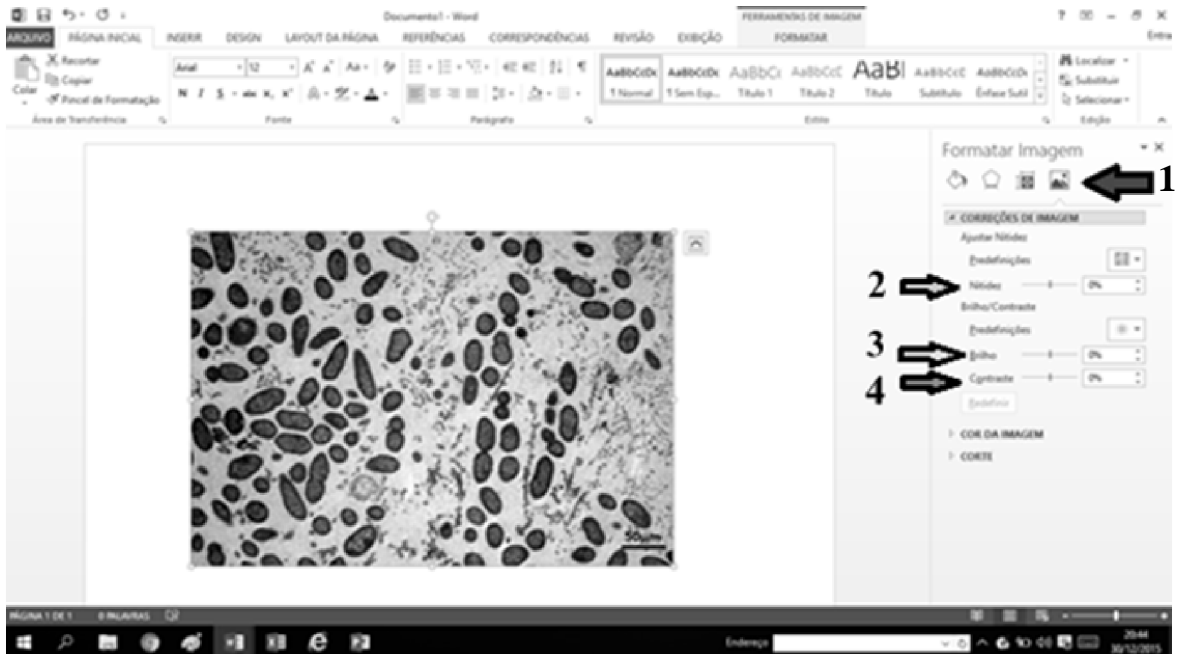 Documento1 - Word
FERRAMENTAS DE IMAGEM
ARQUIVO PÁGINA INICIAL INSERIR DESIGN LAYOUT DA PÁGINA REFERÊNCIAS CORRESPONDÊNCIAS REVISÃO EXIBIÇÃO FORMATAR Entra
Colar
Recortar
Copiar
Pincel de Formatação
Área de Transferência
Arial 12
N I S abc
Fonte
Parágrafo
AaBbCcDc AaBbCcDc AaBbCc AaBbCcC AaBl AaBbCcC AaBbCcDc
1 Normal 1 Sem Esp... Título 1 Título 2 Título Subtítulo Ênfase Sutil
Estilo
Localizar
Substituir
Selecionar
Edição
Formatar Imagem
1
CORREÇÕES DE IMAGEM
Ajustar Nitidez
Predefinições
2 Nitidez 0%
Brilho/Contraste
Predefinições
3 Brilho 0%
4 Contraste 0%
Redefinir
COR DA IMAGEM
CORTE
50μm
PÁGINA 1 DE 1 0 PALAVRAS
Endereço
20:44
30/12/2015